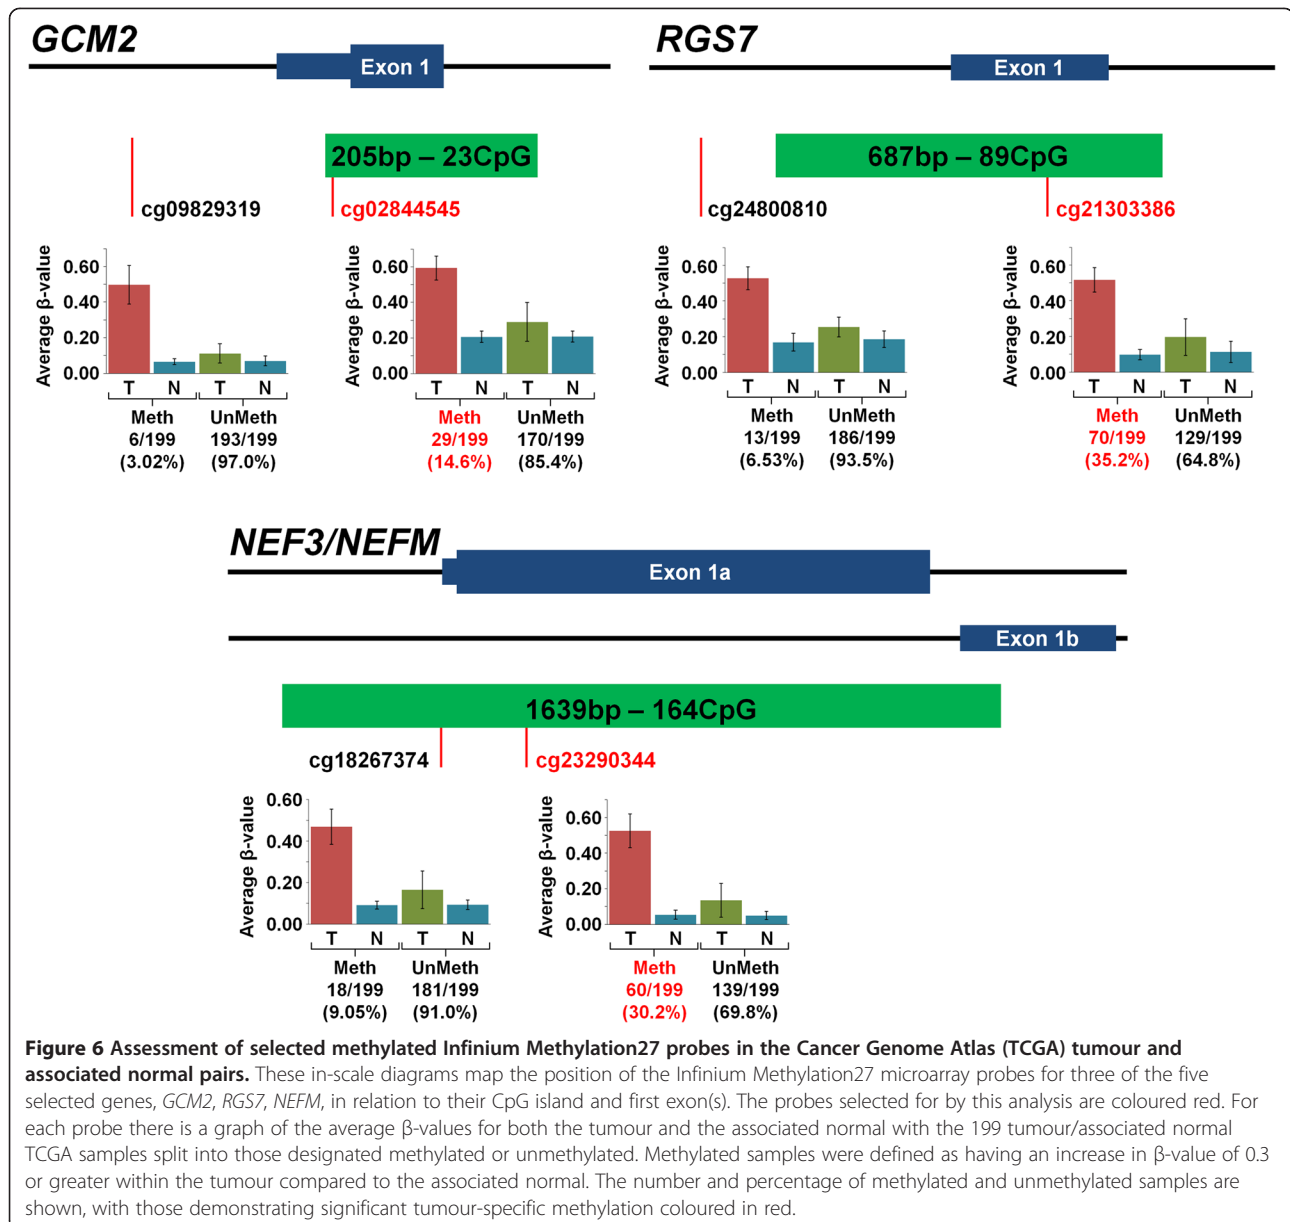 GCM2
RGS7
Exon 1
Exon 1
205bp – 23CpG
687bp – 89CpG
cg09829319
cg02844545
cg24800810
cg21303386
Average β-value
0.60
0.40
0.20
0.00
T N T N
Meth UnMeth
6/199 193/199
(3.02%) (97.0%)
Average β-value
0.60
0.40
0.20
0.00
T N T N
Meth UnMeth
29/199 170/199
(14.6%) (85.4%)
Average β-value
0.60
0.40
0.20
0.00
T N T N
Meth UnMeth
13/199 186/199
(6.53%) (93.5%)
Average β-value
0.60
0.40
0.20
0.00
T N T N
Meth UnMeth
70/199 129/199
(35.2%) (64.8%)
NEF3/NEFM
Exon 1a
Exon 1b
1639bp – 164CpG
cg18267374
cg23290344
Average β-value
0.60
0.40
0.20
0.00
T N T N
Meth UnMeth
18/199 181/199
(9.05%) (91.0%)
Average β-value
0.60
0.40
0.20
0.00
T N T N
Meth UnMeth
60/199 139/199
(30.2%) (69.8%)
Figure 6 Assessment of selected methylated Infinium Methylation27 probes in the Cancer Genome Atlas (TCGA) tumour and
associated normal pairs. These in-scale diagrams map the position of the Infinium Methylation27 microarray probes for three of the five
selected genes, GCM2, RGS7, NEFM, in relation to their CpG island and first exon(s). The probes selected for by this analysis are coloured red. For
each probe there is a graph of the average β-values for both the tumour and the associated normal with the 199 tumour/associated normal
TCGA samples split into those designated methylated or unmethylated. Methylated samples were defined as having an increase in β-value of 0.3
or greater within the tumour compared to the associated normal. The number and percentage of methylated and unmethylated samples are
shown, with those demonstrating significant tumour-specific methylation coloured in red.